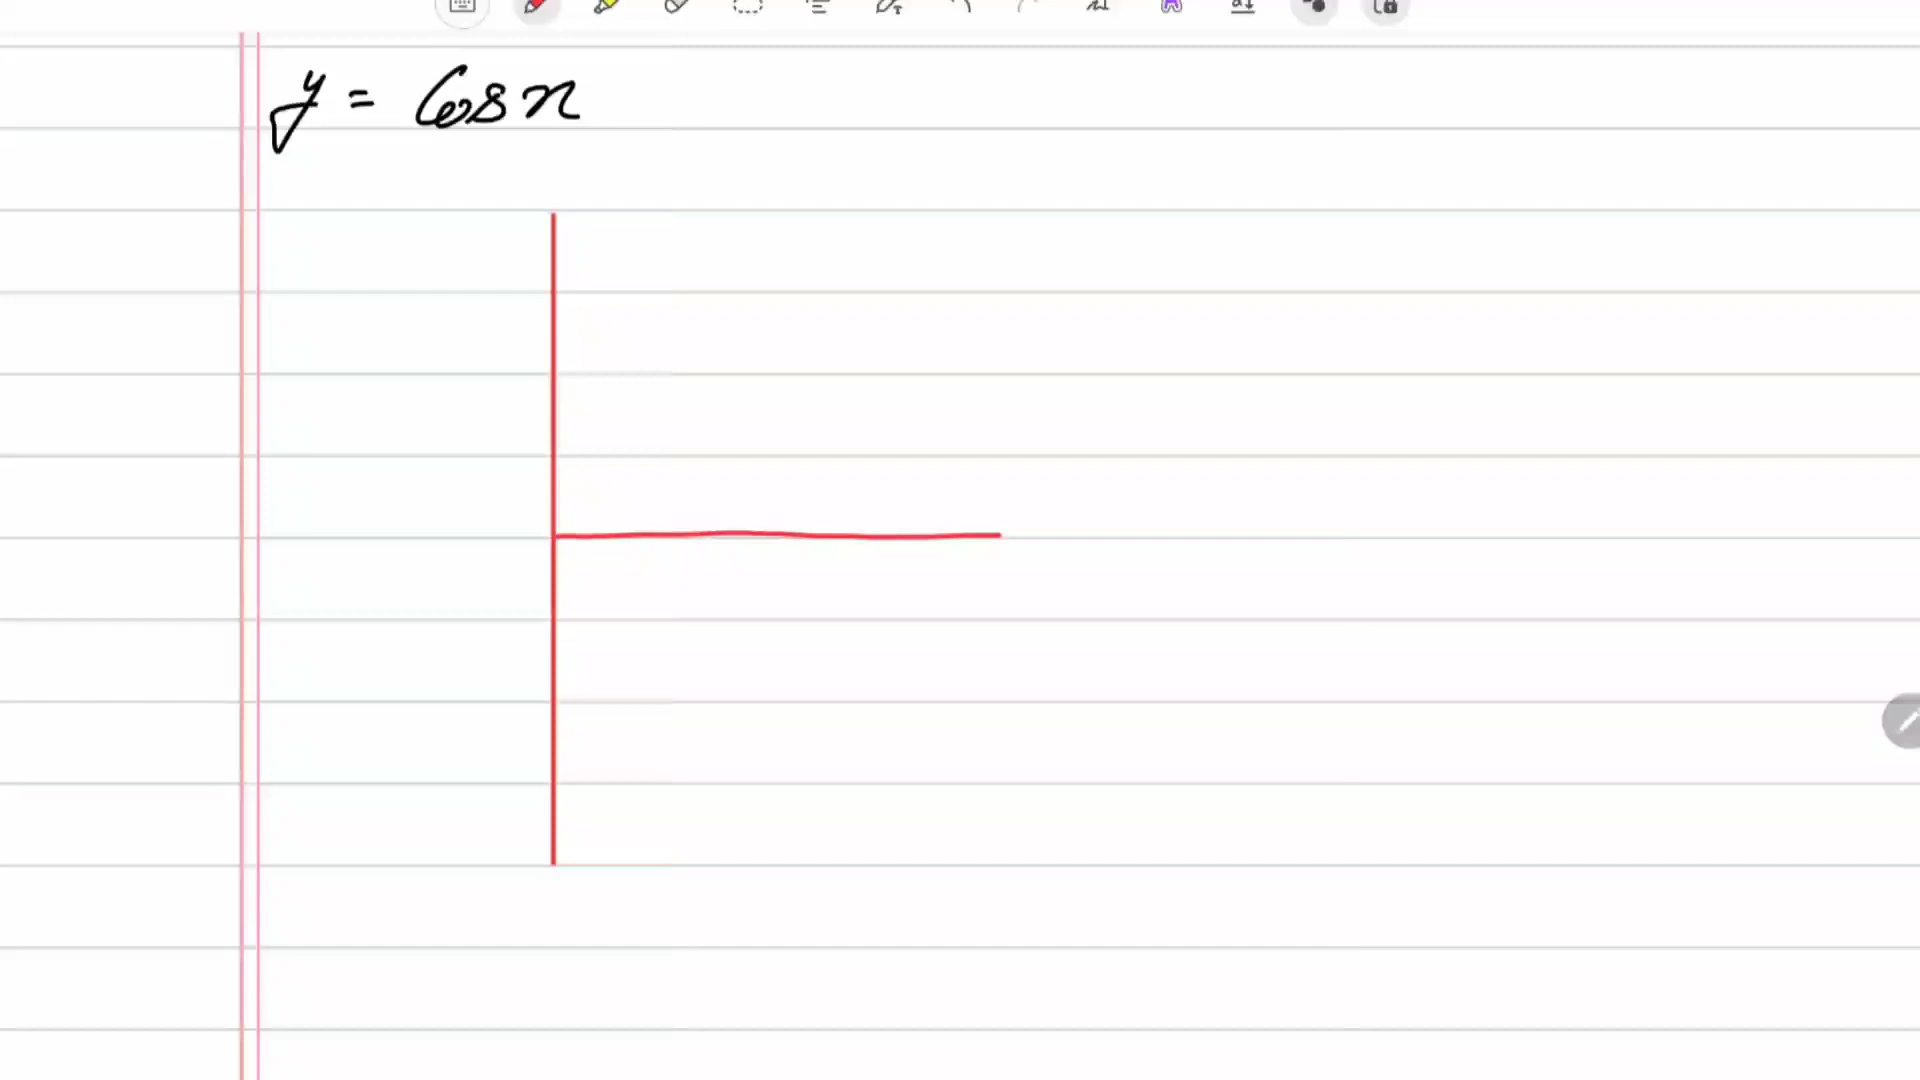 y = Cos x